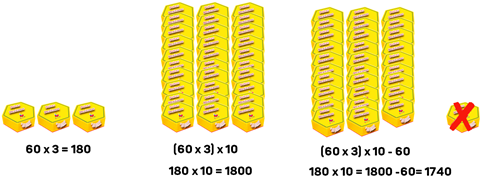 60 x 3 = 180
(60 x 3) x 10
180 x 10 = 1800
(60 x 3) x 10 - 60
180 x 10 = 1800 -60= 1740